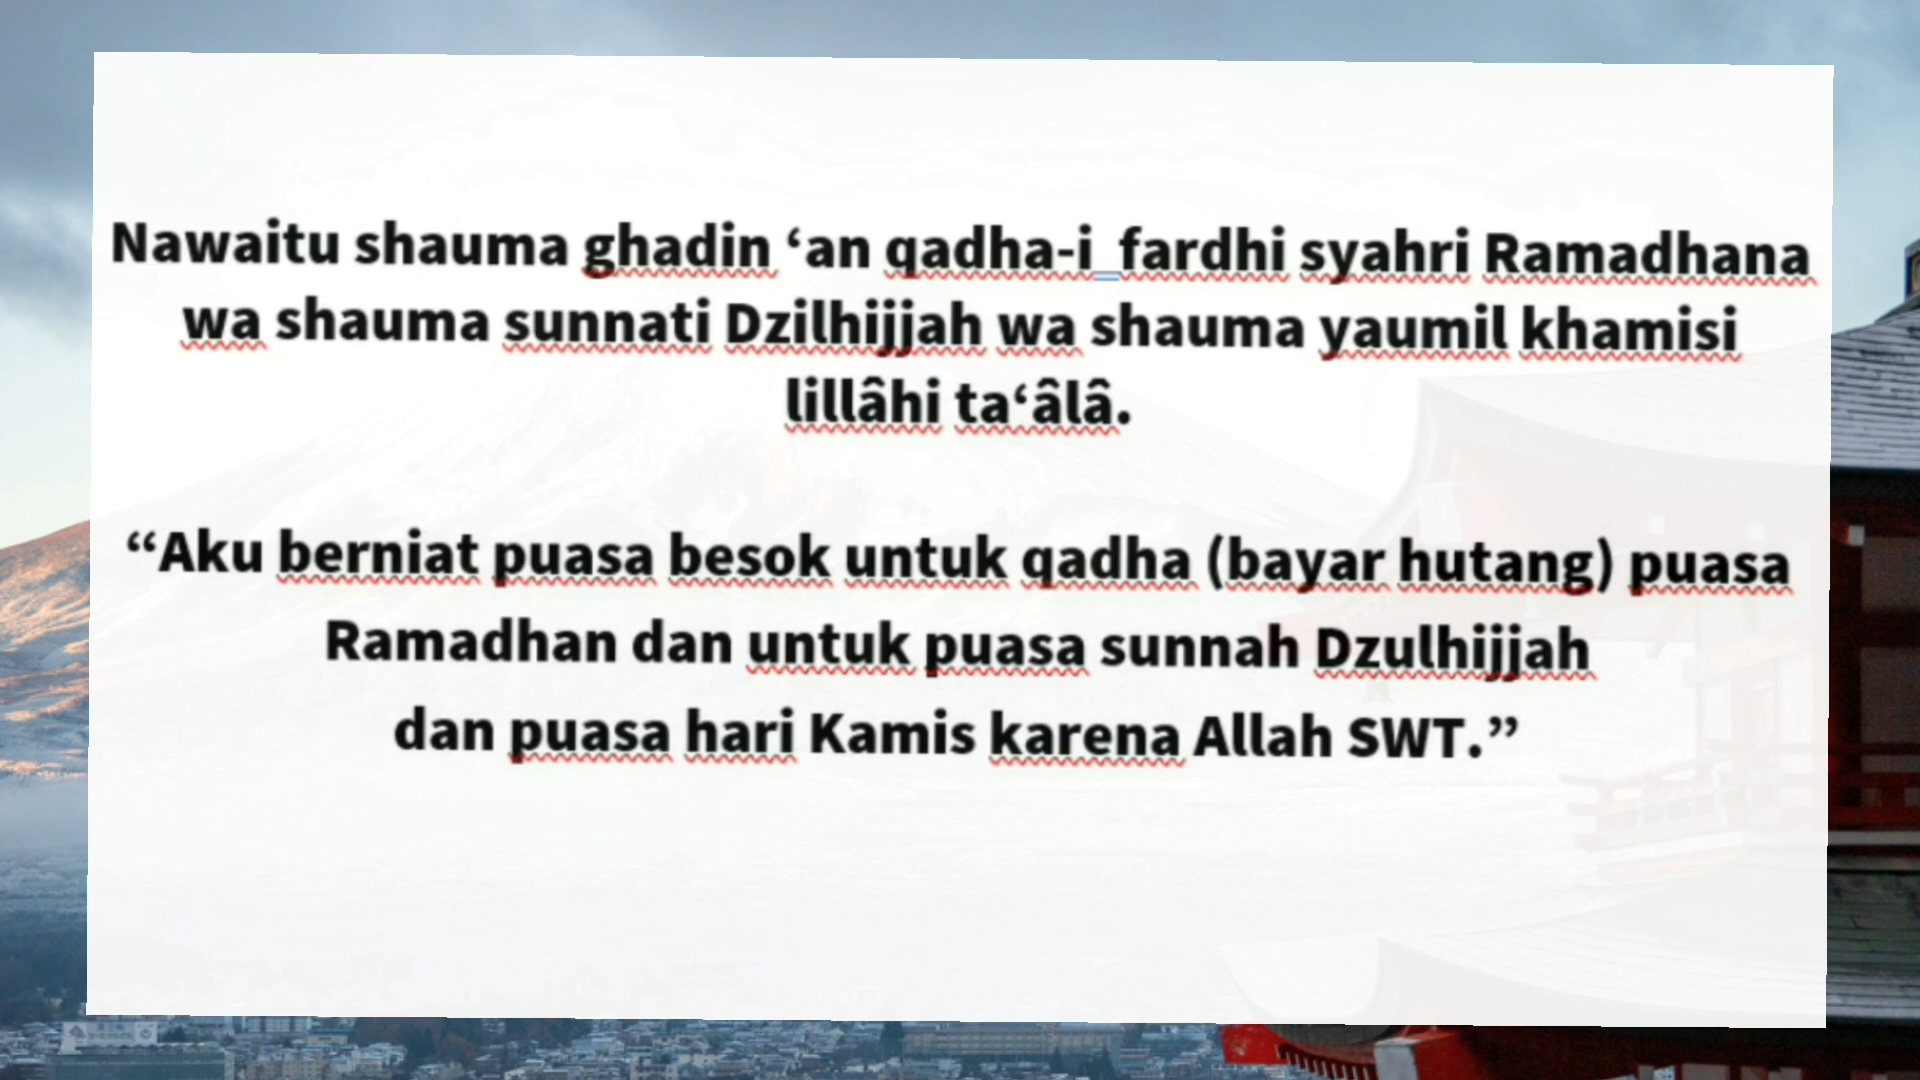 Nawaitu shauma ghadin ‘an qadha-i  fardhi syahri Ramadhana
wa shauma sunnati Dzilhijjah wa shauma yaumil khamisi
lillâhi ta‘âlâ.
“Aku berniat puasa besok untuk qadha (bayar hutang) puasa
Ramadhan dan untuk puasa sunnah Dzulhijjah
dan puasa hari Kamis karena Allah SWT.”